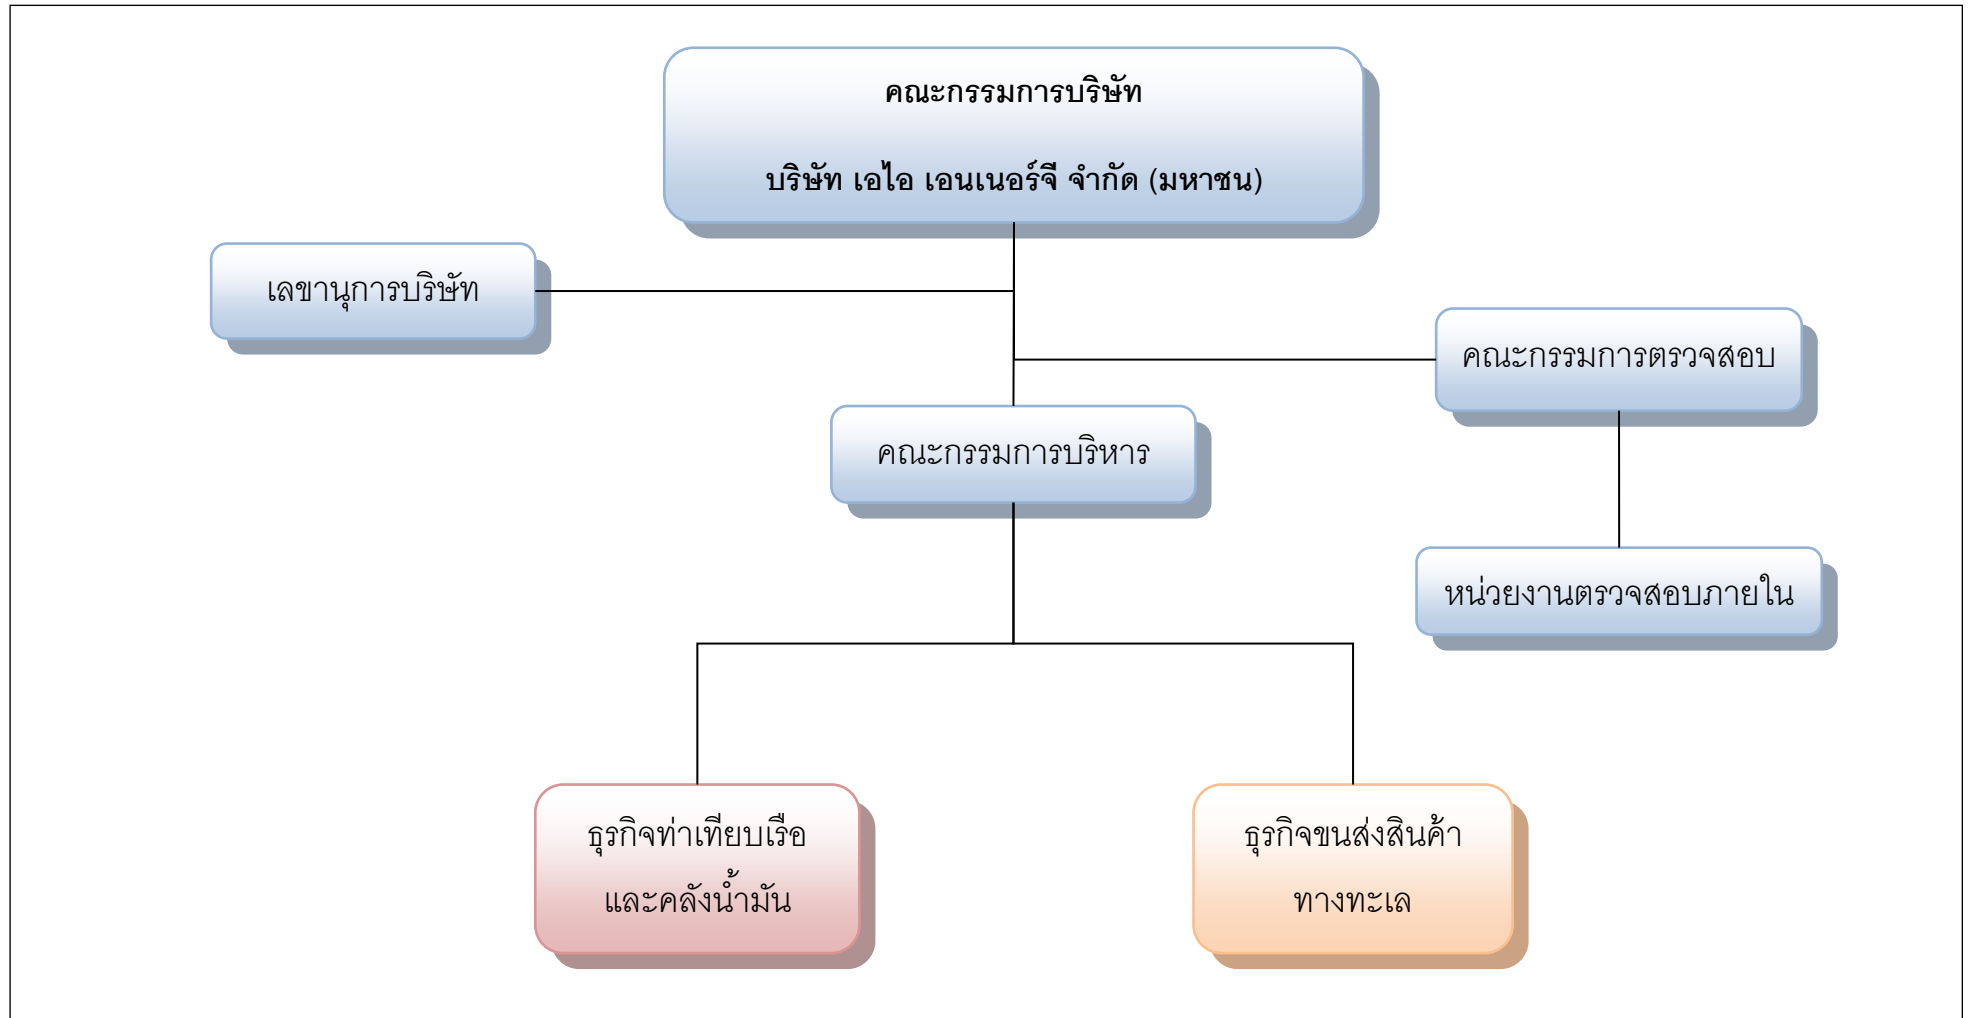 คณะกรรมการบริษัท
บริษัท เอไอ เอนเนอร์จี จำกัด (มหาชน)
เลขานุการบริษัท
คณะกรรมการตรวจสอบ
คณะกรรมการบริหาร
หน่วยงานตรวจสอบภายใน
ธุรกิจท่าเทียบเรือ
และคลังน้ำมัน
ธุรกิจขนส่งสินค้า
ทางทะเล